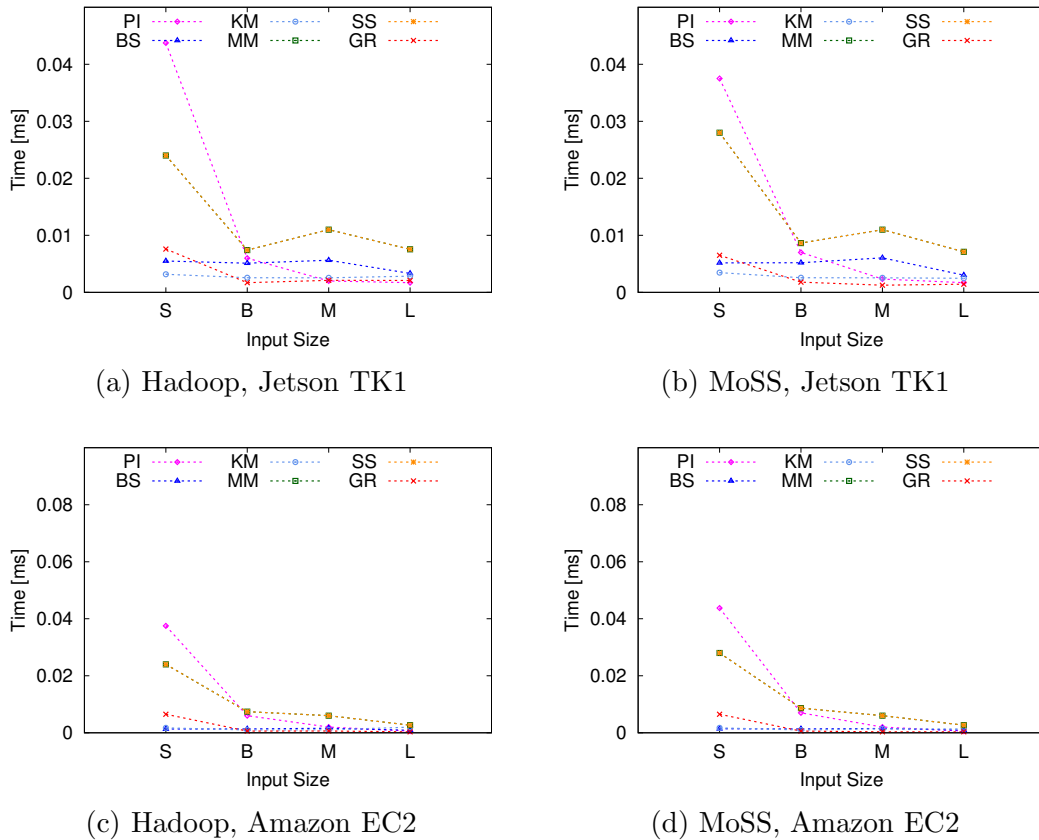 PI KM SS
BS MM GR
0.04
0.03
0.02
0.01
0
Time [ms]
S B M L
Input Size
(a) Hadoop, Jetson TK1
PI KM SS
BS MM GR
0.04
0.03
0.02
0.01
0
Time [ms]
S B M L
Input Size
(b) MoSS, Jetson TK1
PI KM SS
BS MM GR
0.08
0.06
0.04
0.02
0
Time [ms]
S B M L
Input Size
(c) Hadoop, Amazon EC2
PI KM SS
BS MM GR
0.08
0.06
0.04
0.02
0
Time [ms]
S B M L
Input Size
(d) MoSS, Amazon EC2